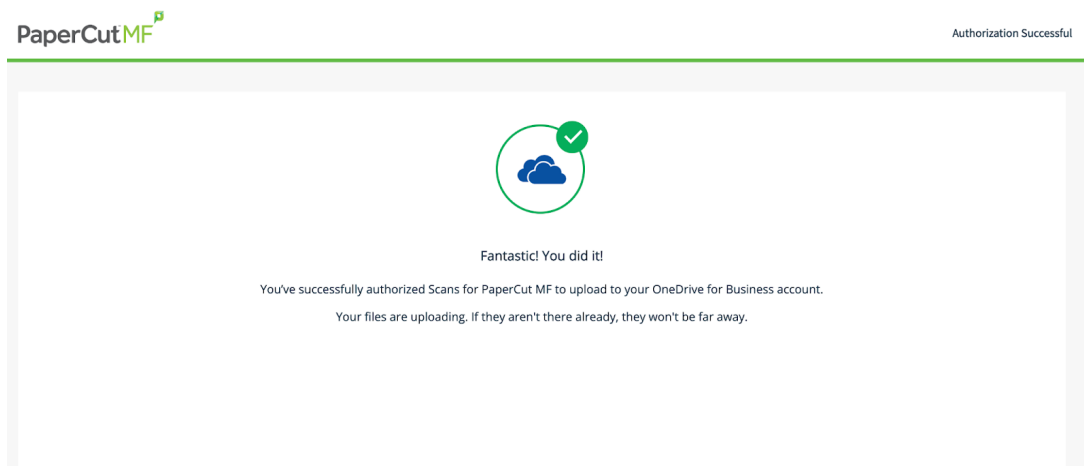 PaperCut MF
Authorization Successful
Fantastic! You did it!
You've successfully authorized Scans for PaperCut MF to upload to your OneDrive for Business account.
Your files are uploading. If they aren't there already, they won't be far away.